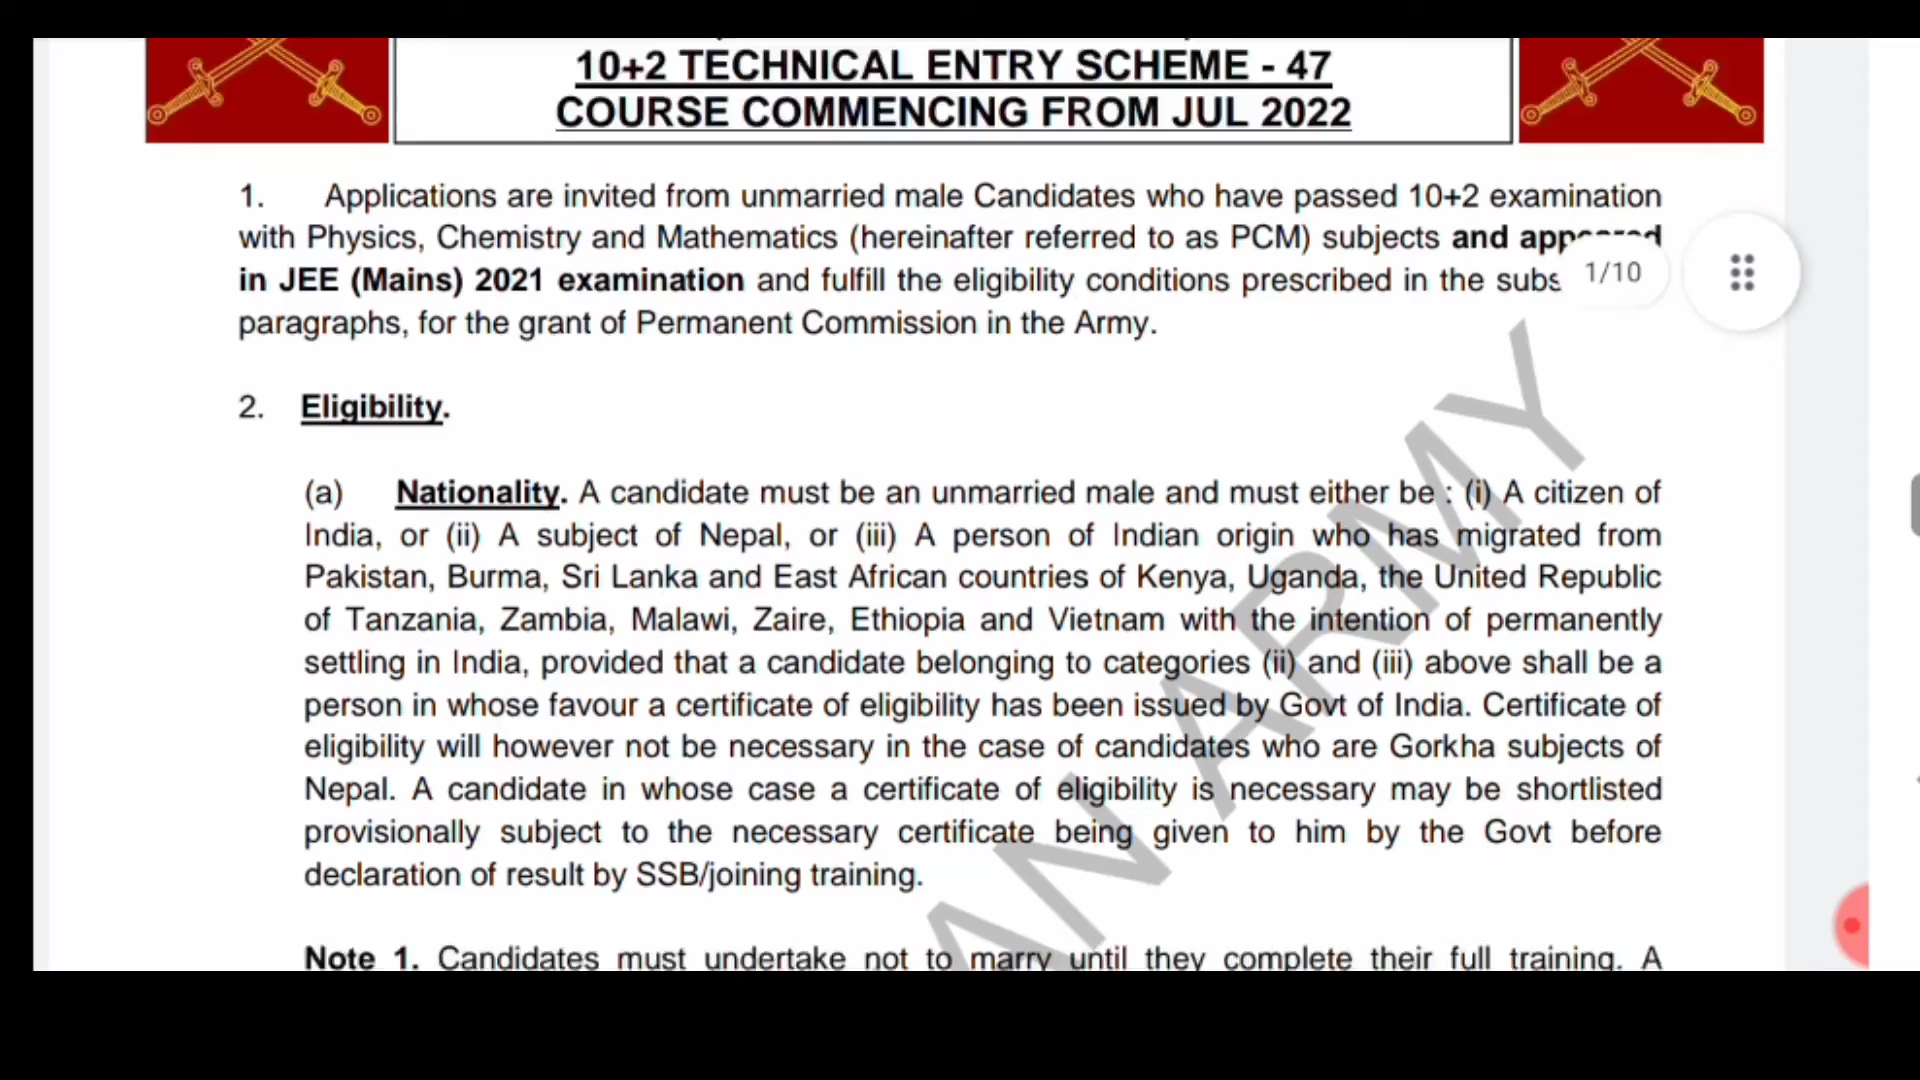 10+2 TECHNICAL ENTRY SCHEME - 47
COURSE COMMENCING FROM JUL 2022
1. Applications are invited from unmarried male Candidates who have passed 10+2 examination
with Physics, Chemistry and Mathematics (hereinafter referred to as PCM) subjects and appeared
in JEE (Mains) 2021 examination and fulfill the eligibility conditions prescribed in the subs
1/10
paragraphs, for the grant of Permanent Commission in the Army.
2. Eligibility.
(a) Nationality. A candidate must be an unmarried male and must either be : (i) A citizen of
India, or (ii) A subject of Nepal, or (iii) A person of Indian origin who has migrated from
Pakistan, Burma, Sri Lanka and East African countries of Kenya, Uganda, the United Republic
of Tanzania, Zambia, Malawi, Zaire, Ethiopia and Vietnam with the intention of permanently
settling in India, provided that a candidate belonging to categories (ii) and (iii) above shall be a
person in whose favour a certificate of eligibility has been issued by Govt of India. Certificate of
eligibility will however not be necessary in the case of candidates who are Gorkha subjects of
Nepal. A candidate in whose case a certificate of eligibility is necessary may be shortlisted
provisionally subject to the necessary certificate being given to him by the Govt before
declaration of result by SSB/joining training.
Note 1. Candidates must undertake not to marry until they complete their full training. A
AN ARMY